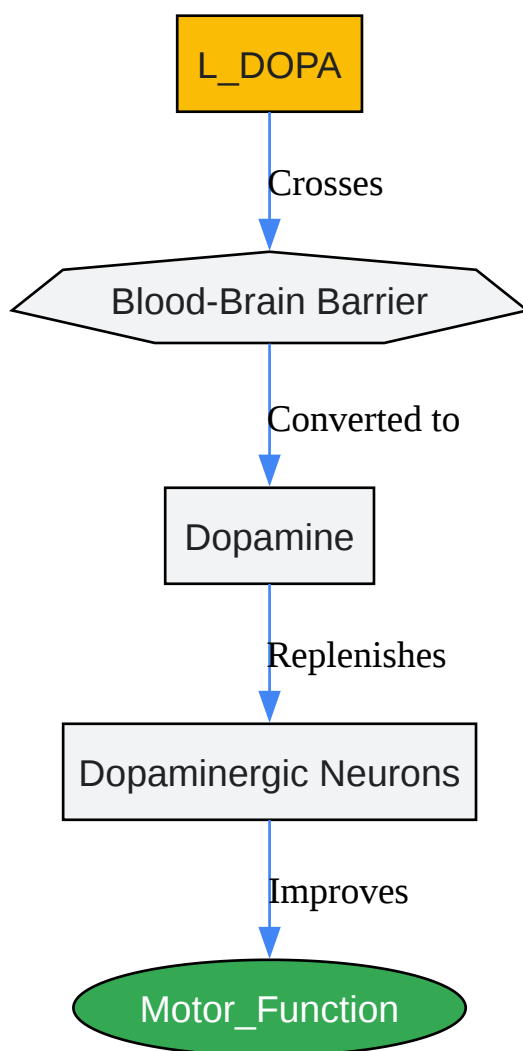 L_DOPA
Crosses
Blood-Brain Barrier
Converted to
Dopamine
Replenishes
Dopaminergic Neurons
Improves
Motor_Function